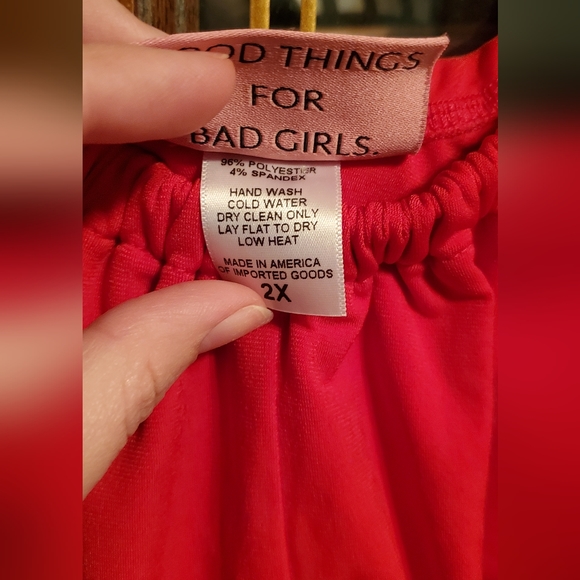 THINGS
FOR
BAD GIRLS.
96% POLYESTER
4% SPANDEX
HAND WASH
COLD WATER
DRY CLEAN ONLY
LAY FLAT TO DRY
LOW HEAT
MADE IN AMERICA
OF IMPORTED GOODS
2X